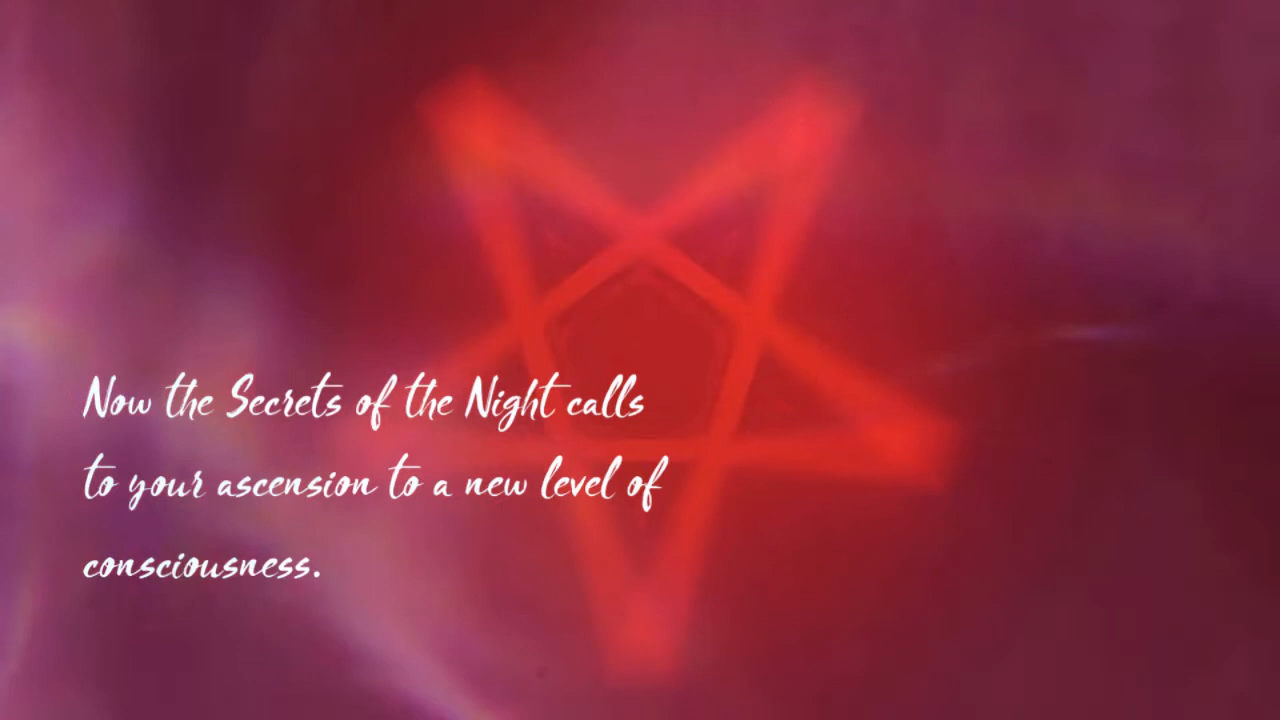 Now the Secrets of the Night calls
to your ascension to a new level of
consciousness.